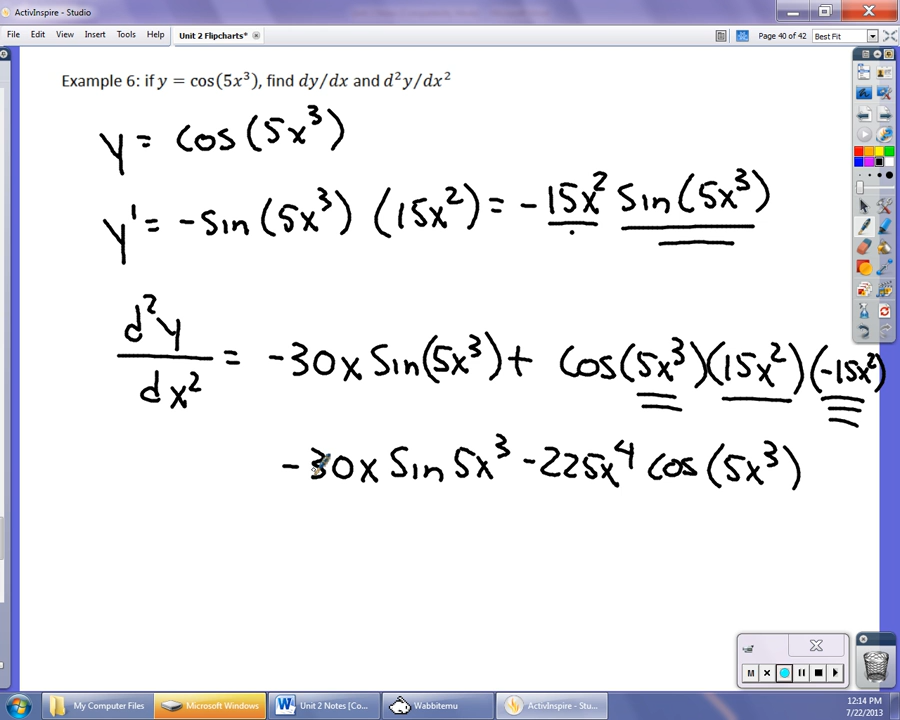 ActivInspire - Studio
File Edit View Insert Tools Help Unit 2 Flipcharts* Page 40 of 42 Best Fit
Example 6: if y = cos(5x³), find dy/dx and d²y/dx²
y = cos (5x³)
y' = -sin (5x³) (15x²) = -15x² sin (5x³)
d²y/dx² = -30x sin(5x³) + cos(5x³)(15x²)(-15x²)
-30x sin 5x³ -225x⁴ cos(5x³)
M
My Computer Files Microsoft Windows Unit 2 Notes [Co... Wabbitemu ActivInspire - Stu...
12:14 PM
7/22/2013